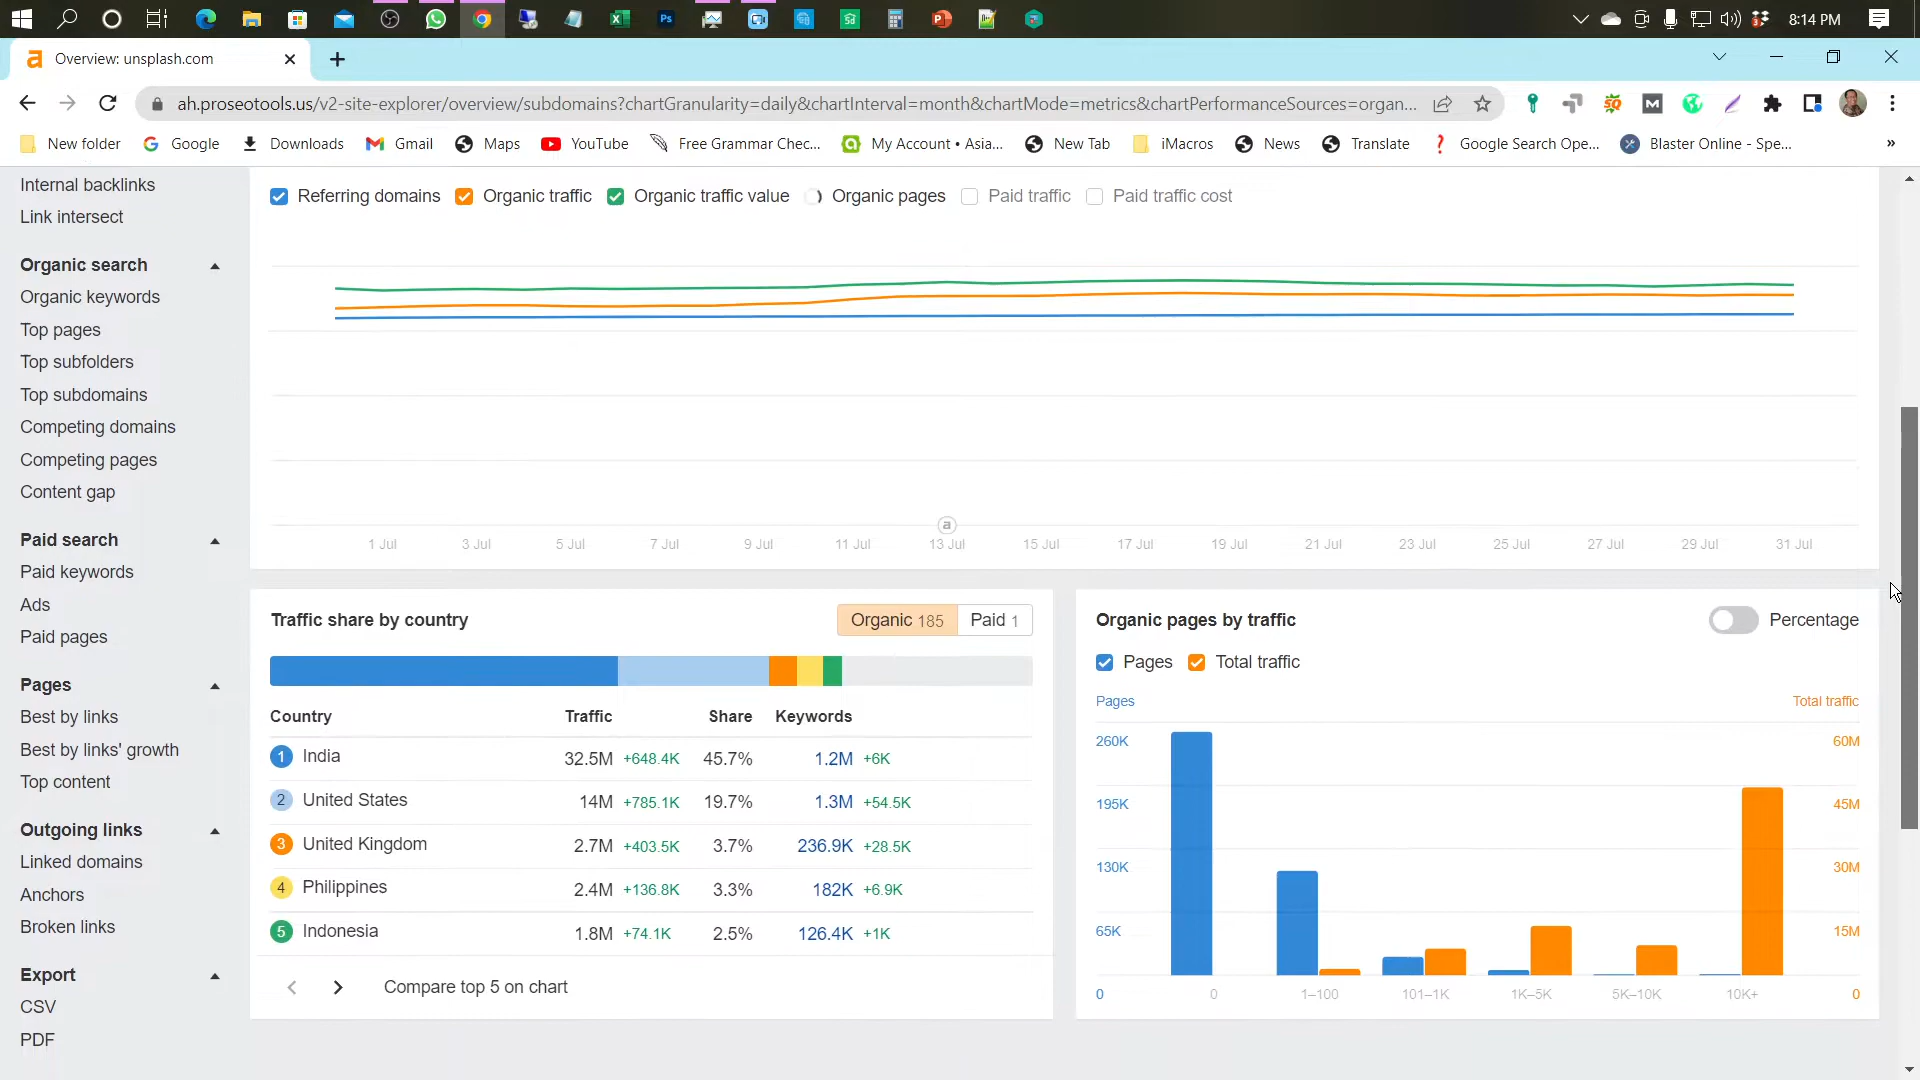 8:14 PM
Overview: unsplash.com
ah.proseotools.us/v2-site-explorer/overview/subdomains?chartGranularity=daily&chartInterval=month&chartMode=metrics&chartPerformanceSources=organ...
New folder Google Downloads Gmail Maps YouTube Free Grammar Chec... My Account • Asia... New Tab iMacros News Translate Google Search Ope... Blaster Online - Spe... »
Internal backlinks
Link intersect
Organic search
Organic keywords
Top pages
Top subfolders
Top subdomains
Competing domains
Competing pages
Content gap
Paid search
Paid keywords
Ads
Paid pages
Pages
Best by links
Best by links' growth
Top content
Outgoing links
Linked domains
Anchors
Broken links
Export
CSV
PDF
Referring domains Organic traffic Organic traffic value Organic pages Paid traffic Paid traffic cost
a
1 Jul 3 Jul 5 Jul 7 Jul 9 Jul 11 Jul 13 Jul 15 Jul 17 Jul 19 Jul 21 Jul 23 Jul 25 Jul 27 Jul 29 Jul 31 Jul
Traffic share by country Organic 185 Paid 1
Country Traffic Share Keywords
1 India 32.5M +648.4K 45.7% 1.2M +6K
2 United States 14M +785.1K 19.7% 1.3M +54.5K
3 United Kingdom 2.7M +403.5K 3.7% 236.9K +28.5K
4 Philippines 2.4M +136.8K 3.3% 182K +6.9K
5 Indonesia 1.8M +74.1K 2.5% 126.4K +1K
Compare top 5 on chart
Organic pages by traffic Percentage
Pages Total traffic
Pages Total traffic
260K 60M
195K 45M
130K 30M
65K 15M
0 0 1–100 101–1K 1K–5K 5K–10K 10K+ 0